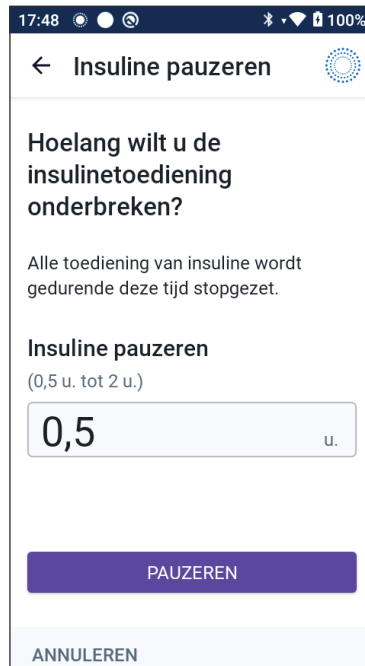 17:48 100%
Insuline pauzeren
Hoelang wilt u de
insulinetoediening
onderbreken?
Alle toediening van insuline wordt
gedurende deze tijd stopgezet.
Insuline pauzeren
(0,5 u. tot 2 u.)
0,5 u.
PAUZEREN
ANNULEREN